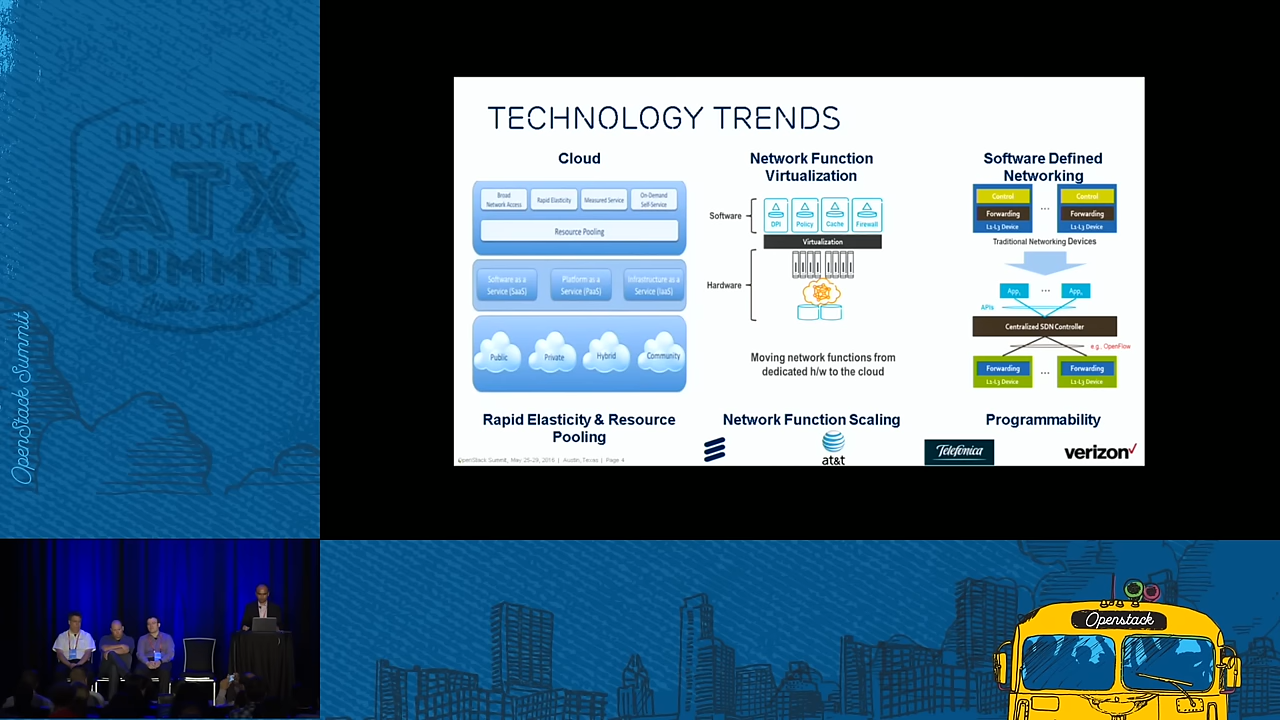 OPENSTACK
TX
OpenStack Summit
TECHNOLOGY TRENDS
Cloud
Broad
Network Access
Rapid Elasticity
Measured Service
On-Demand
Self-Service
Resource Pooling
Software as a
Service (SaaS)
Platform as a
Service (PaaS)
Infrastructure as a
Service (IaaS)
Public
Private
Hybrid
Community
Rapid Elasticity & Resource
Pooling
Network Function
Virtualization
Software
DPI
Policy
Cache
Firewall
Virtualization
Hardware
Moving network functions from
dedicated h/w to the cloud
Network Function Scaling
Software Defined
Networking
Control
Forwarding
L1-L3 Device
...
Control
Forwarding
L1-L3 Device
Traditional Networking Devices
App1
...
Appn
APIs
Centralized SDN Controller
e.g., OpenFlow
Forwarding
L1-L3 Device
...
Forwarding
L1-L3 Device
Programmability
OpenStack Summit, May 25-29, 2016 | Austin, Texas | Page 4
at&t
Telefónica
verizon
Openstack